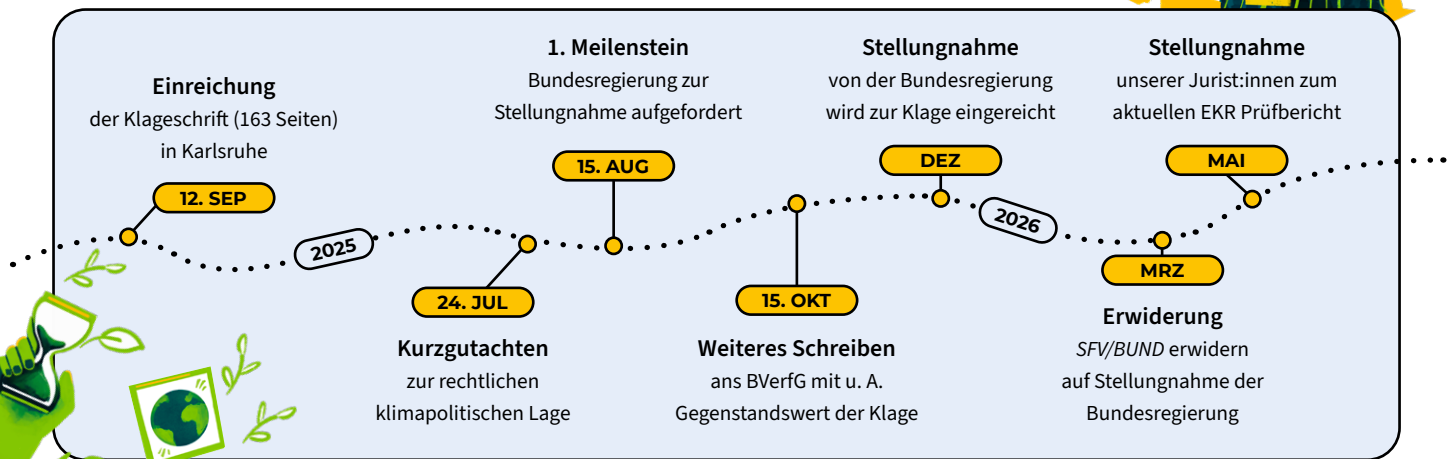 Einreichung
der Klageschrift (163 Seiten)
in Karlsruhe
12. SEP
2025
24. JUL
Kurzgutachten
zur rechtlichen
klimapolitischen Lage
1. Meilenstein
Bundesregierung zur
Stellungnahme aufgefordert
15. AUG
15. OKT
Weiteres Schreiben
ans BVerfG mit u. A.
Gegenstandswert der Klage
Stellungnahme
von der Bundesregierung
wird zur Klage eingereicht
DEZ
2026
MRZ
Erwiderung
SFV/BUND erwidern
auf Stellungnahme der
Bundesregierung
Stellungnahme
unserer Jurist:innen zum
aktuellen EKR Prüfbericht
MAI